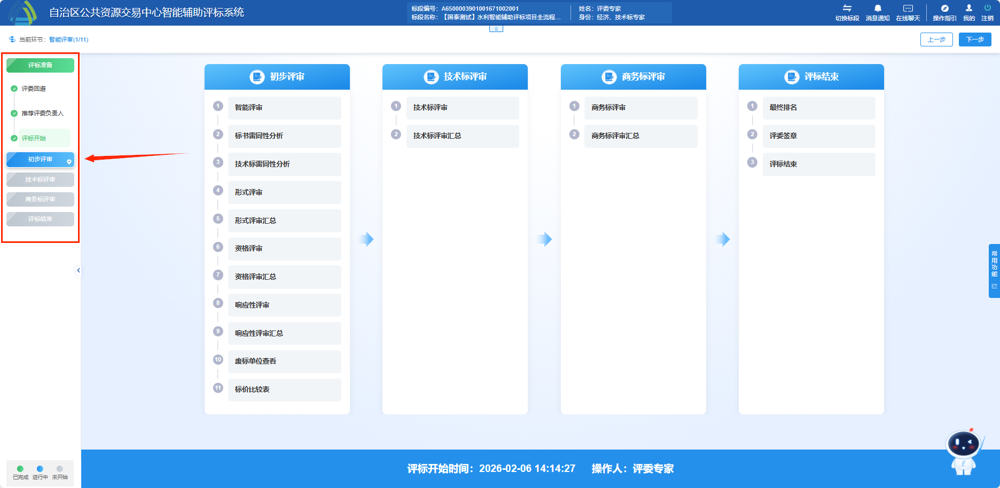 自治区公共资源交易中心智能辅助评标系统
标段编号：A6500003901001671002001
标段名称：【国泰测试】水利智能辅助评标项目全流程...
姓名：评委专家
身份：经济、技术标专家
切换标段
消息通知
在线聊天
操作指引
我的
注销
当前环节：智能评审(1/11)
上一步
下一步
评标准备
评委回避
推荐评委负责人
评标开始
初步评审
技术标评审
商务标评审
评标结束
已完成
进行中
未开始
初步评审
1 智能评审
2 标书雷同性分析
3 技术标雷同性分析
4 形式评审
5 形式评审汇总
6 资格评审
7 资格评审汇总
8 响应性评审
9 响应性评审汇总
10 废标单位查看
11 标价比较表
技术标评审
1 技术标评审
2 技术标评审汇总
商务标评审
1 商务标评审
2 商务标评审汇总
评标结束
1 最终排名
2 评委签章
3 评标结束
常用功能
E
评标开始时间：2026-02-06 14:14:27 操作人：评委专家